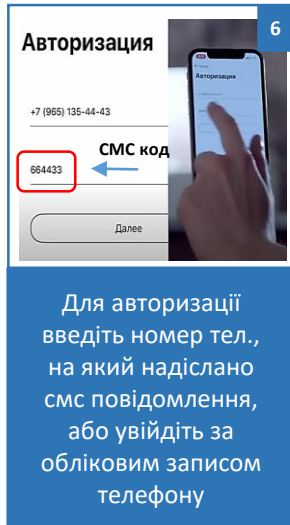 6
Авторизация
+7 (965) 135-44-43
СМС код
664433
Далее
Авторизация
Для авторизації
введіть номер тел.,
на який надіслано
смс повідомлення,
або увійдіть за
обліковим записом
телефону